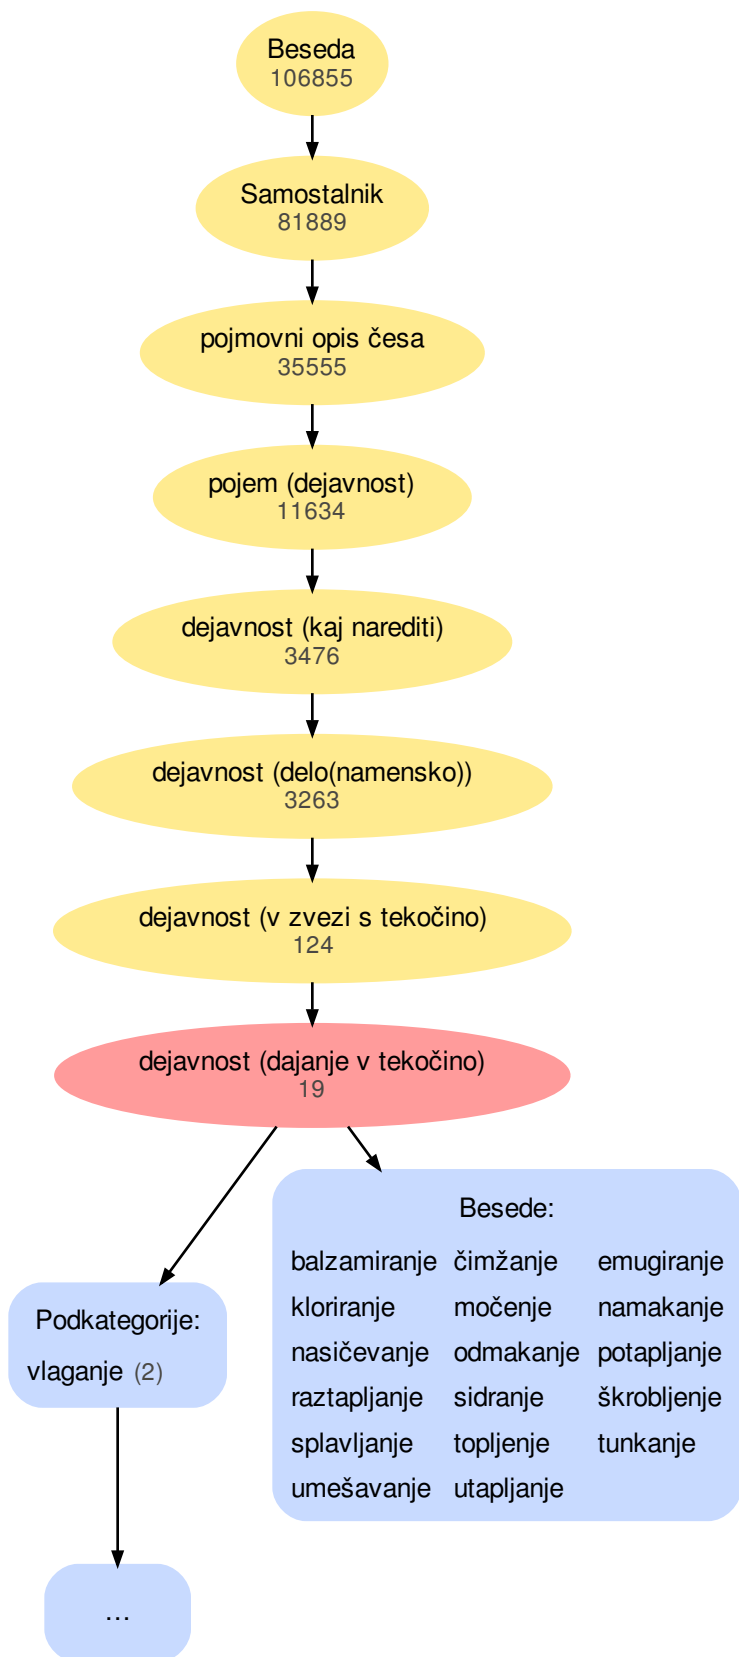 Beseda
106855
Samostalnik
81889
pojmovni opis česa
35555
pojem (dejavnost)
11634
dejavnost (kaj narediti)
3476
dejavnost (delo(namensko))
3263
dejavnost (v zvezi s tekočino)
124
dejavnost (dajanje v tekočino)
19
Besede:
balzamiranje čimžanje emugiranje
kloriranje močenje namakanje
nasičevanje odmakanje potapljanje
raztapljanje sidranje škrobljenje
splavljanje topljenje tunkanje
umešavanje utapljanje
Podkategorije:
vlaganje (2)
...